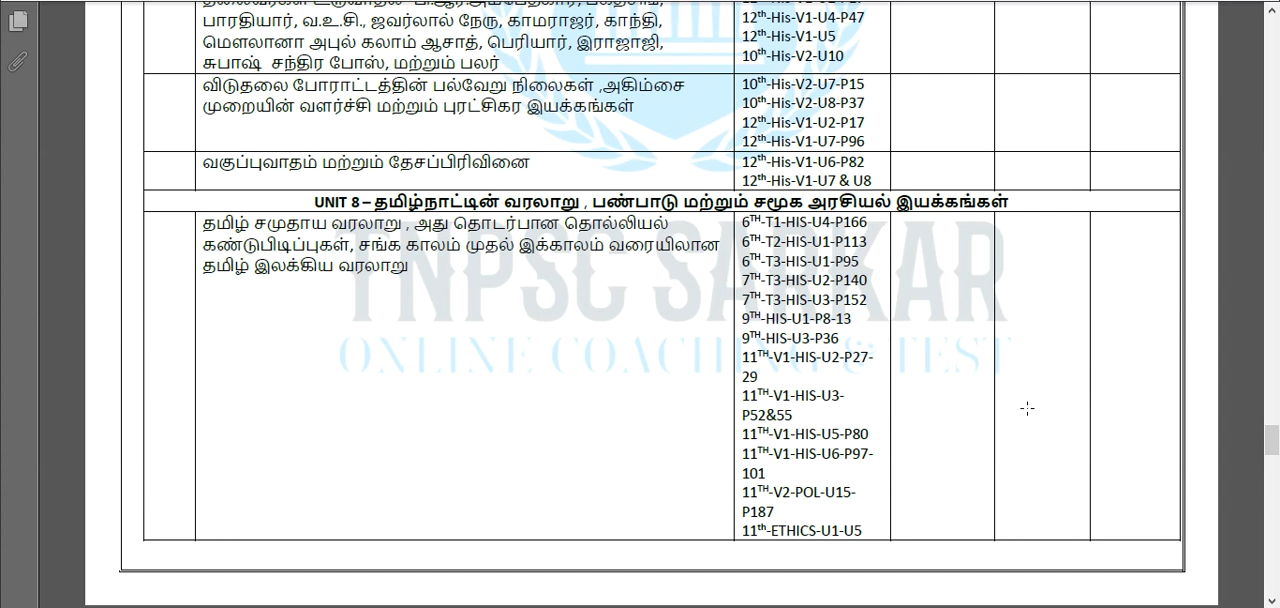 12th-His-V1-U4-P47
பாரதியார், வ.உ.சி., ஜவர்லால் நேரு, காமராஜர், காந்தி,
மௌலானா அபுல் கலாம் ஆசாத், பெரியார், இராஜாஜி,
சுபாஷ் சந்திர போஸ், மற்றும் பலர்
12th-His-V1-U5
10th-His-V2-U10
விடுதலை போராட்டத்தின் பல்வேறு நிலைகள் ,அகிம்சை
முறையின் வளர்ச்சி மற்றும் புரட்சிகர இயக்கங்கள்
10th-His-V2-U7-P15
10th-His-V2-U8-P37
12th-His-V1-U2-P17
12th-His-V1-U7-P96
வகுப்புவாதம் மற்றும் தேசப்பிரிவினை
12th-His-V1-U6-P82
12th-His-V1-U7 & U8
UNIT 8 – தமிழ்நாட்டின் வரலாறு , பண்பாடு மற்றும் சமூக அரசியல் இயக்கங்கள்
தமிழ் சமுதாய வரலாறு , அது தொடர்பான தொல்லியல்
கண்டுபிடிப்புகள், சங்க காலம் முதல் இக்காலம் வரையிலான
தமிழ் இலக்கிய வரலாறு
6TH-T1-HIS-U4-P166
6TH-T2-HIS-U1-P113
6TH-T3-HIS-U1-P95
7TH-T3-HIS-U2-P140
7TH-T3-HIS-U3-P152
9TH-HIS-U1-P8-13
9TH-HIS-U3-P36
11TH-V1-HIS-U2-P27-
29
11TH-V1-HIS-U3-
P52&55
11TH-V1-HIS-U5-P80
11TH-V1-HIS-U6-P97-
101
11TH-V2-POL-U15-
P187
11th-ETHICS-U1-U5
TNPSC SARKAR
ONLINE COACHING & TEST